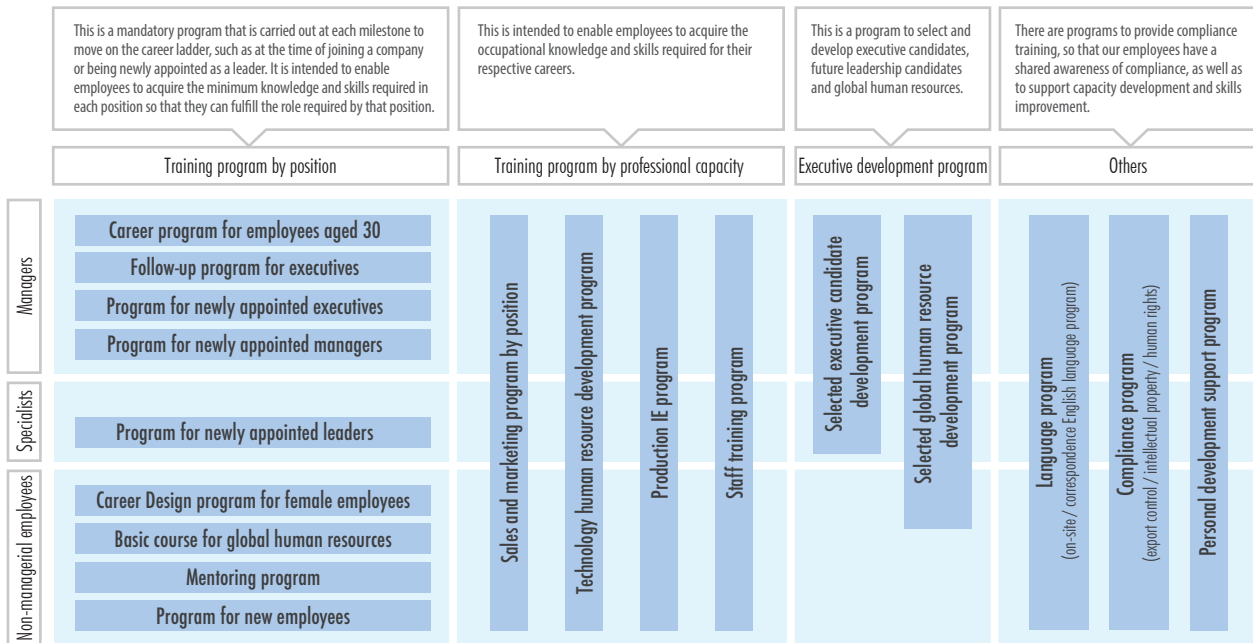 This is a mandatory program that is carried out at each milestone to
move on the career ladder, such as at the time of joining a company
or being newly appointed as a leader. It is intended to enable
employees to acquire the minimum knowledge and skills required in
each position so that they can fulfill the role required by that position.
This is intended to enable employees to acquire the
occupational knowledge and skills required for their
respective careers.
This is a program to select and
develop executive candidates,
future leadership candidates
and global human resources.
There are programs to provide compliance
training, so that our employees have a
shared awareness of compliance, as well as
to support capacity development and skills
improvement.
Training program by position
Training program by professional capacity
Executive development program
Others
Managers
Career program for employees aged 30
Follow-up program for executives
Program for newly appointed executives
Program for newly appointed managers
Specialists
Program for newly appointed leaders
Non-managerial employees
Career Design program for female employees
Basic course for global human resources
Mentoring program
Program for new employees
Sales and marketing program by position
Technology human resource development program
Production IE program
Staff training program
Selected executive candidate
development program
Selected global human resource
development program
Language program
(on-site / correspondence English language program)
Compliance program
(export control / intellectual property / human rights)
Personal development support program